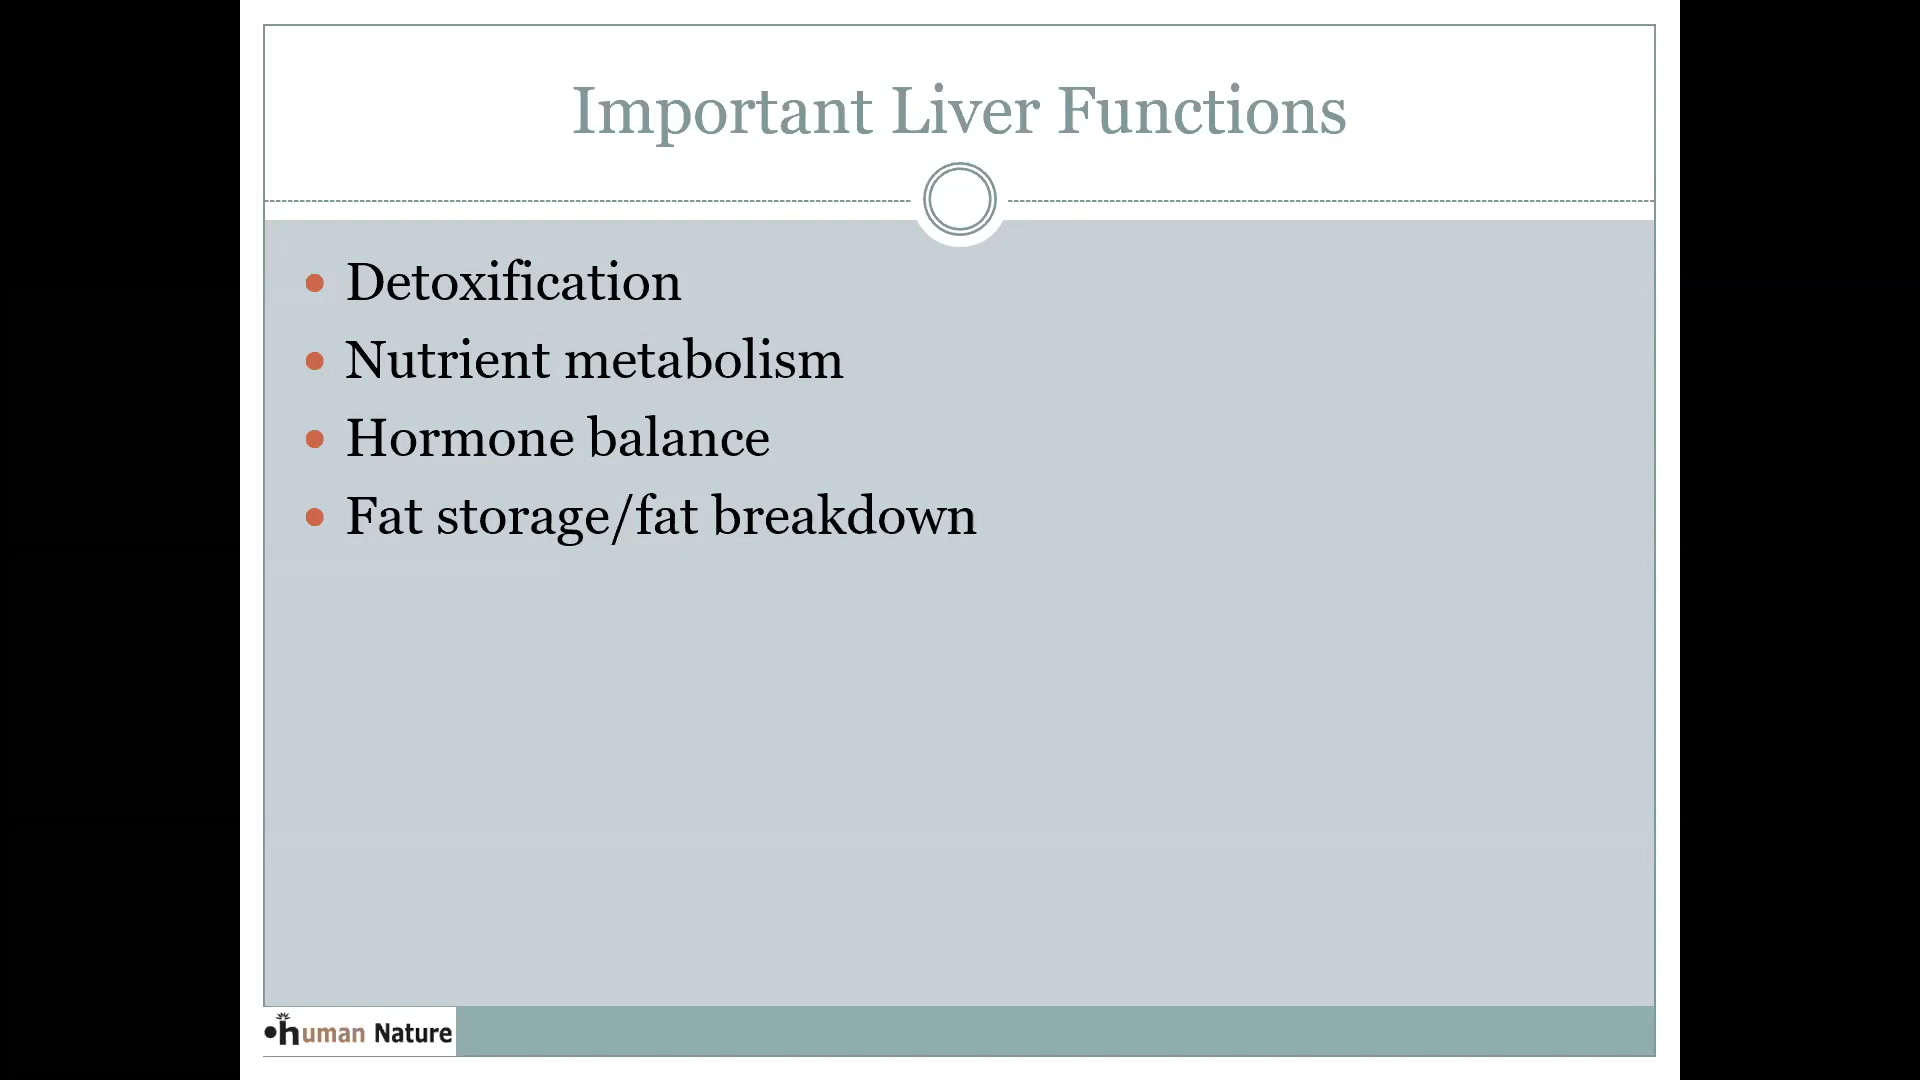 Important Liver Functions
Detoxification
Nutrient metabolism
Hormone balance
Fat storage/fat breakdown
human Nature